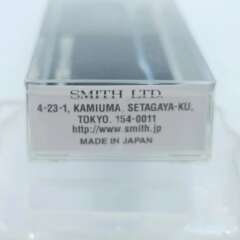 SMITH LTD.
4-23-1, KAMIUMA. SETAGAYA-KU,
TOKYO. 154-0011
http://www.smith.jp
MADE IN JAPAN